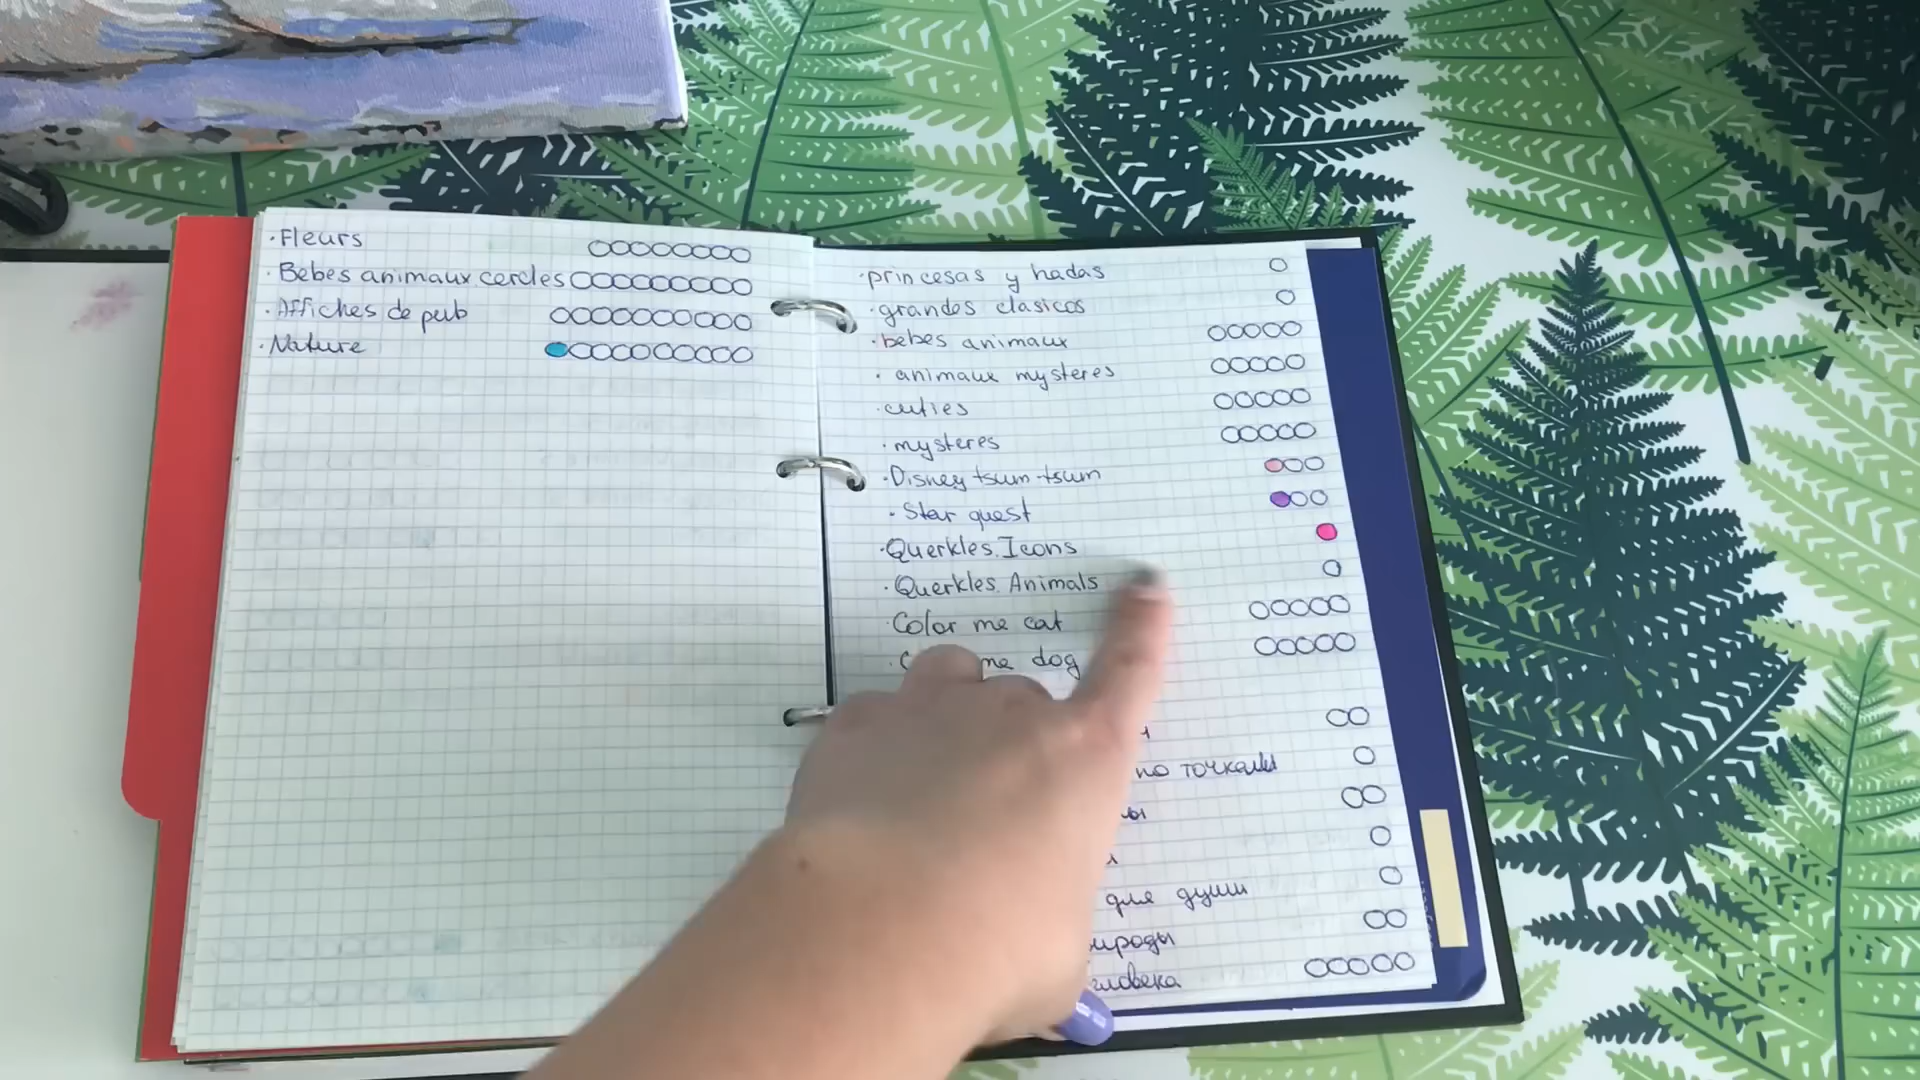 ·Fleurs
·Bebes animaux cercles
·Affiches de pub
·Nature
·princesas y hadas
·grandes clasicos
·bebes animaux
·animaux mysteres
·cuties
·mysteres
·Disney tsum-tsum
·Star quest
·Querkles. Icons
·Querkles. Animals
·Color me cat
me dog
по точкам
для души